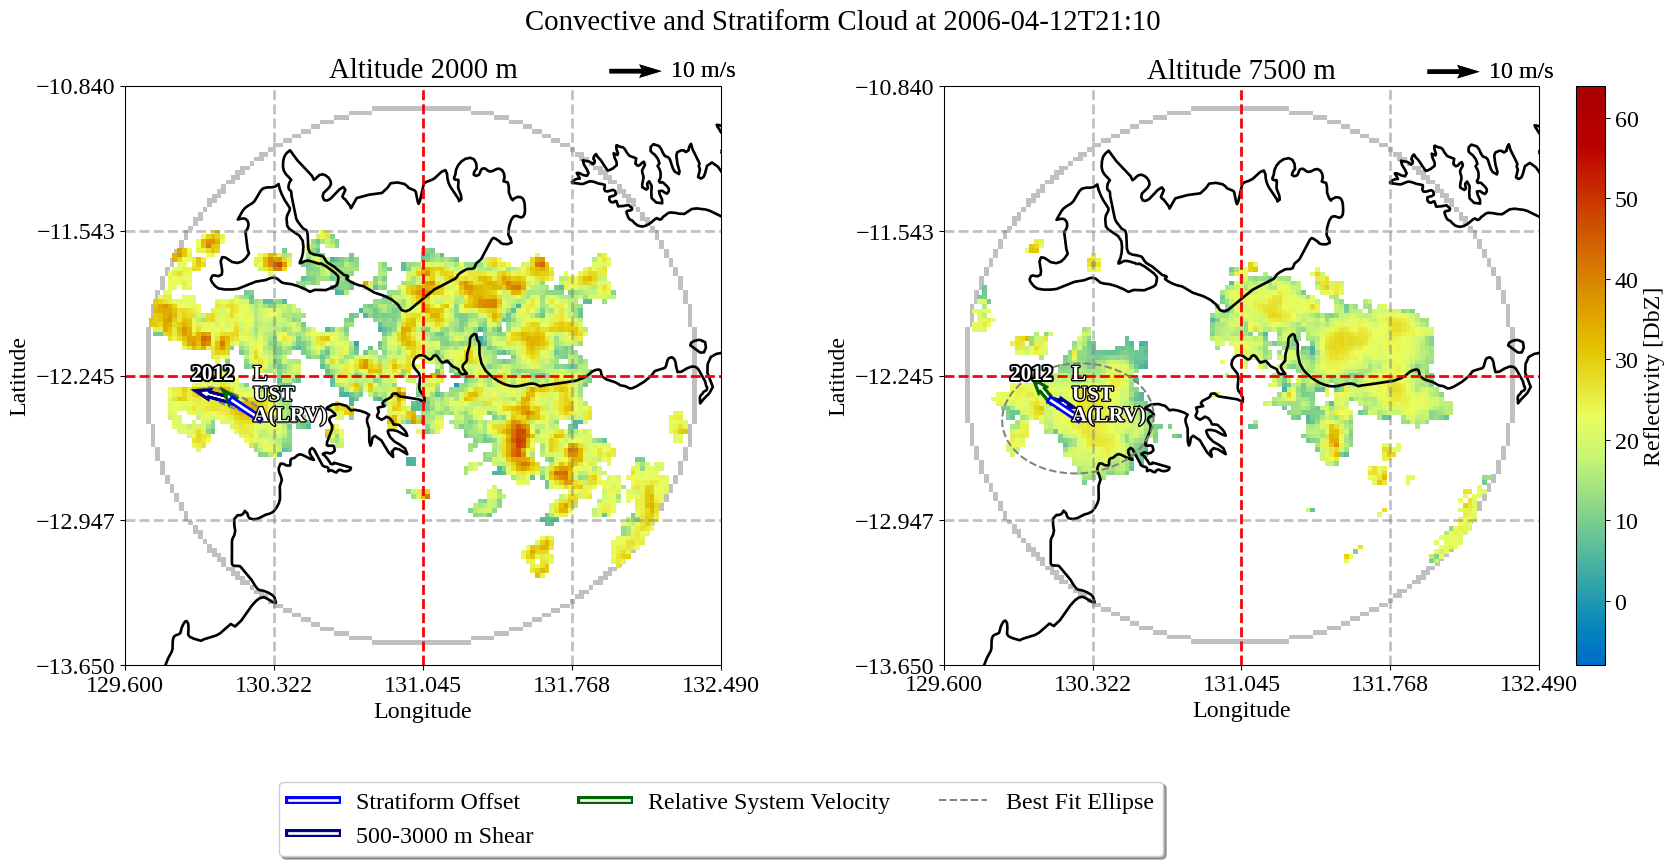 Convective and Stratiform Cloud at 2006-04-12T21:10
Altitude 2000 m
10 m/s
−10.840
−11.543
−12.245
−12.947
−13.650
Latitude
129.600
130.322
131.045
131.768
132.490
Longitude
2012
L
UST
A(LRV)
Altitude 7500 m
10 m/s
−10.840
−11.543
−12.245
−12.947
−13.650
Latitude
129.600
130.322
131.045
131.768
132.490
Longitude
2012
L
UST
A(LRV)
60
50
40
30
20
10
0
Reflectivity [DbZ]
Stratiform Offset
500-3000 m Shear
Relative System Velocity
Best Fit Ellipse